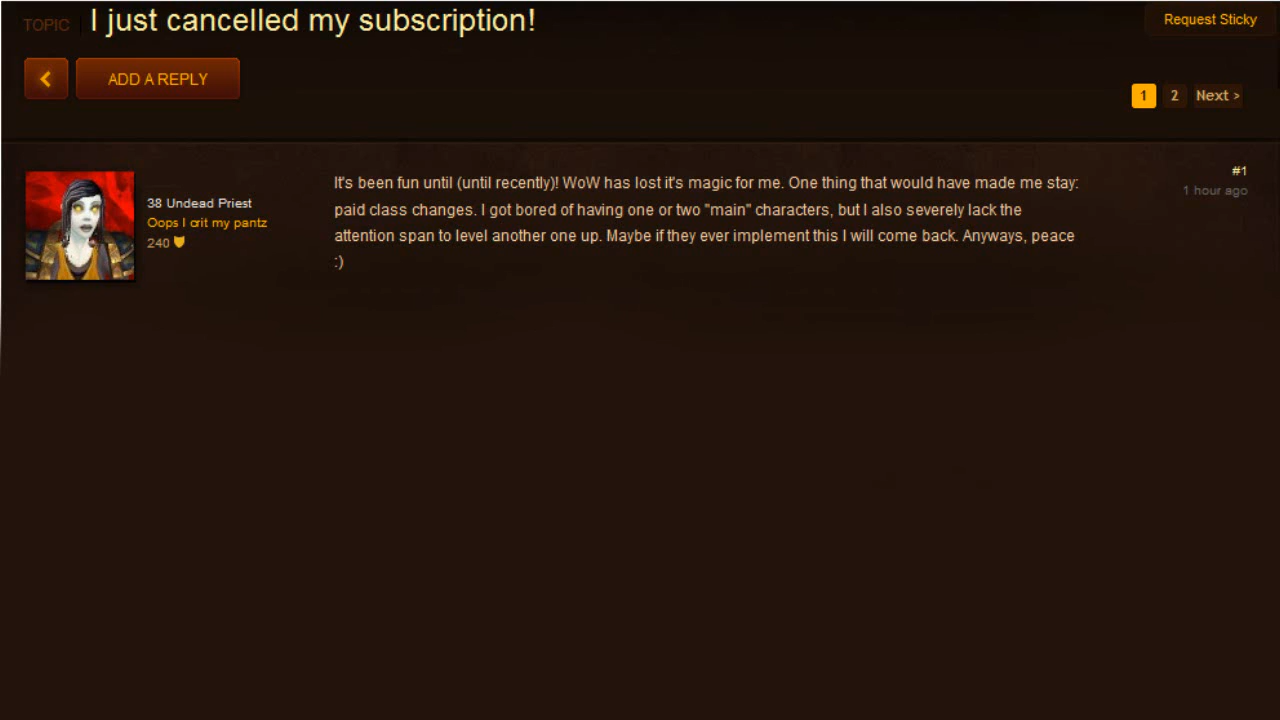 TOPIC I just cancelled my subscription!
Request Sticky
ADD A REPLY
1 2 Next >
#1
1 hour ago
38 Undead Priest
Oops I crit my pantz
240
It's been fun until (until recently)! WoW has lost it's magic for me. One thing that would have made me stay:
paid class changes. I got bored of having one or two "main" characters, but I also severely lack the
attention span to level another one up. Maybe if they ever implement this I will come back. Anyways, peace
:)